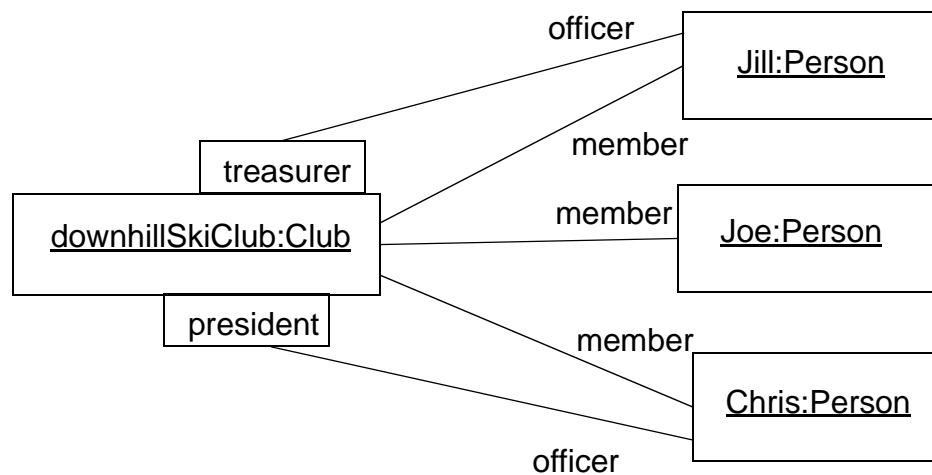 officer
Jill:Person
member
treasurer
member
downhillSkiClub:Club
Joe:Person
president
member
Chris:Person
officer